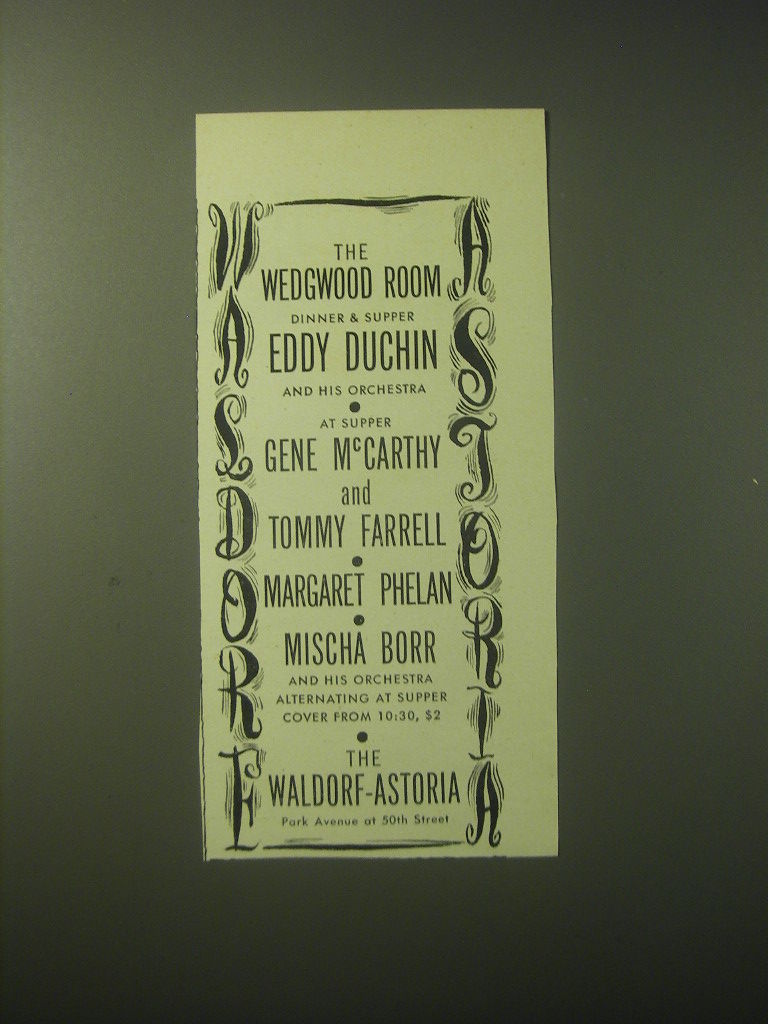 WALDORF
ASTORIA
THE
WEDGWOOD ROOM
DINNER & SUPPER
EDDY DUCHIN
AND HIS ORCHESTRA
•
AT SUPPER
GENE McCARTHY
and
TOMMY FARRELL
•
MARGARET PHELAN
•
MISCHA BORR
AND HIS ORCHESTRA
ALTERNATING AT SUPPER
COVER FROM 10:30, $2
•
THE
WALDORF-ASTORIA
Park Avenue at 50th Street